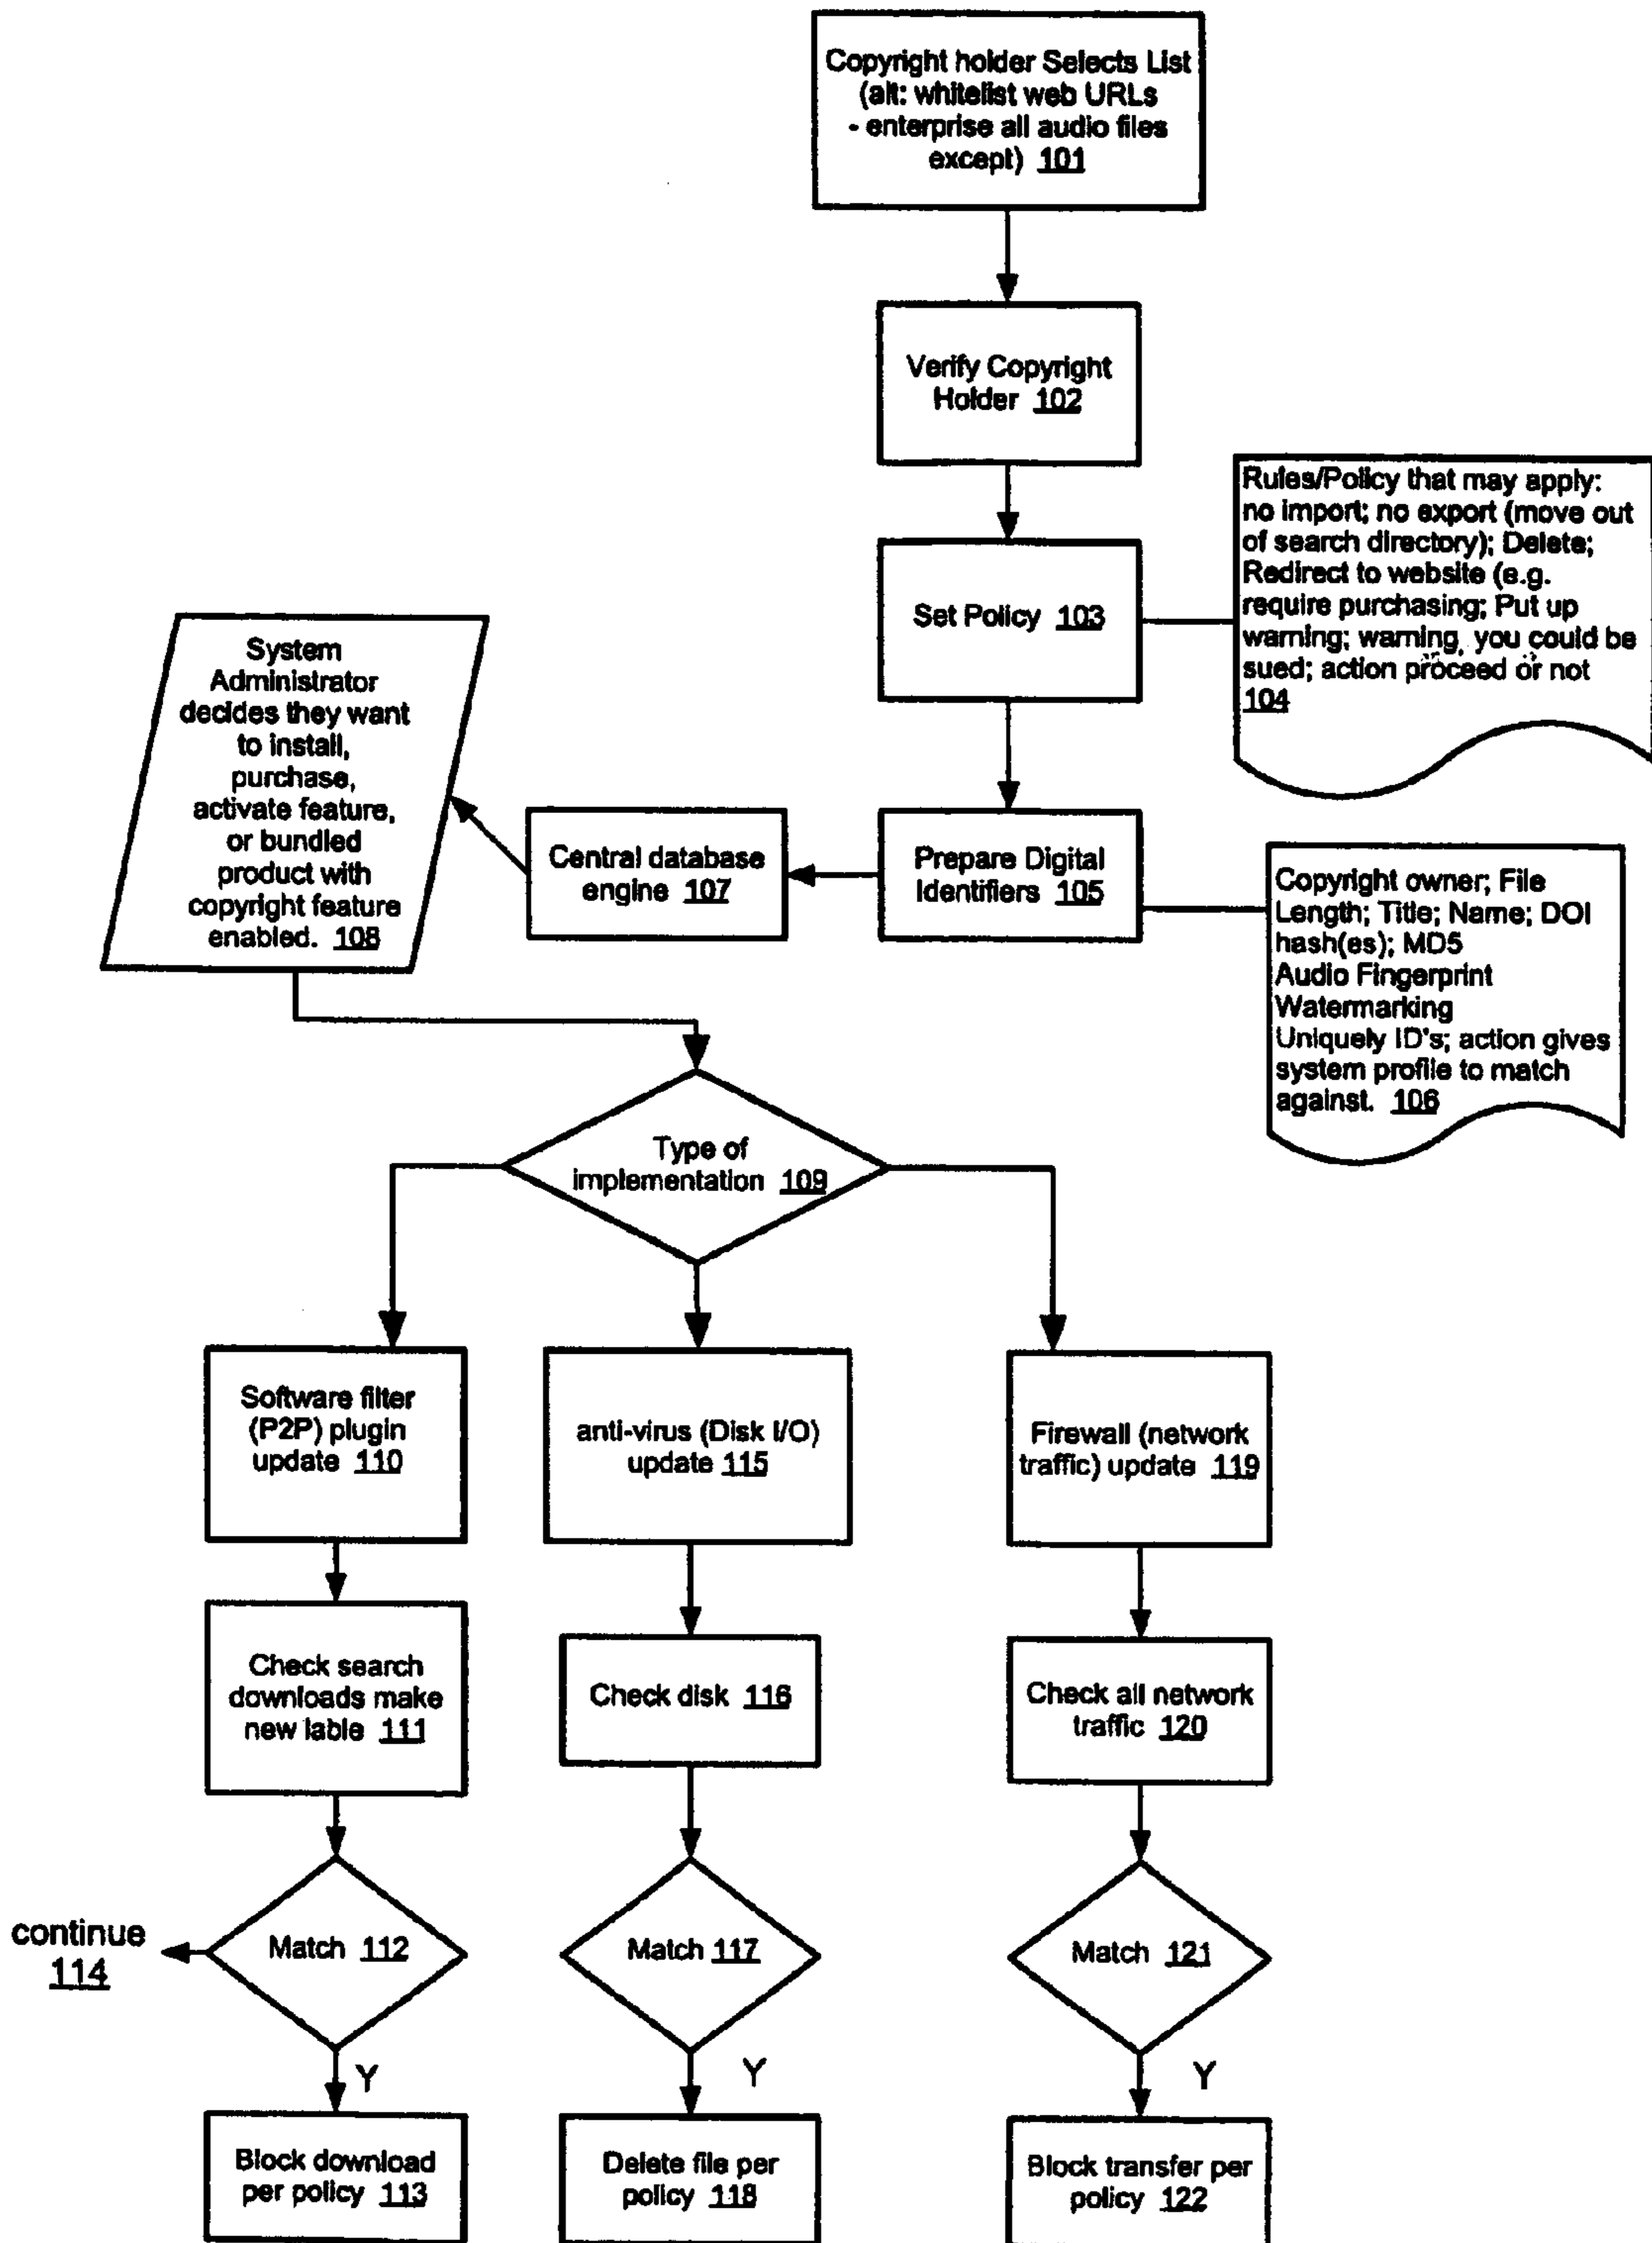 Copyright holder Selects List
(alt: whitelist web URLs
- enterprise all audio files
except) 101
Verify Copyright
Holder 102
Set Policy 103
Rules/Policy that may apply:
no import; no export (move out
of search directory); Delete;
Redirect to website (e.g.
require purchasing; Put up
warning; warning, you could be
sued; action proceed or not
104
System
Administrator
decides they want
to install,
purchase,
activate feature,
or bundled
product with
copyright feature
enabled. 108
Central database
engine 107
Prepare Digital
Identifiers 105
Copyright owner; File
Length; Title; Name; DOI
hash(es); MD5
Audio Fingerprint
Watermarking
Uniquely ID's; action gives
system profile to match
against. 106
Type of
implementation 109
Software filter
(P2P) plugin
update 110
anti-virus (Disk I/O)
update 115
Firewall (network
traffic) update 119
Check search
downloads make
new lable 111
Check disk 116
Check all network
traffic 120
continue
114
Match 112
Match 117
Match 121
Y
Y
Y
Block download
per policy 113
Delete file per
policy 118
Block transfer per
policy 122